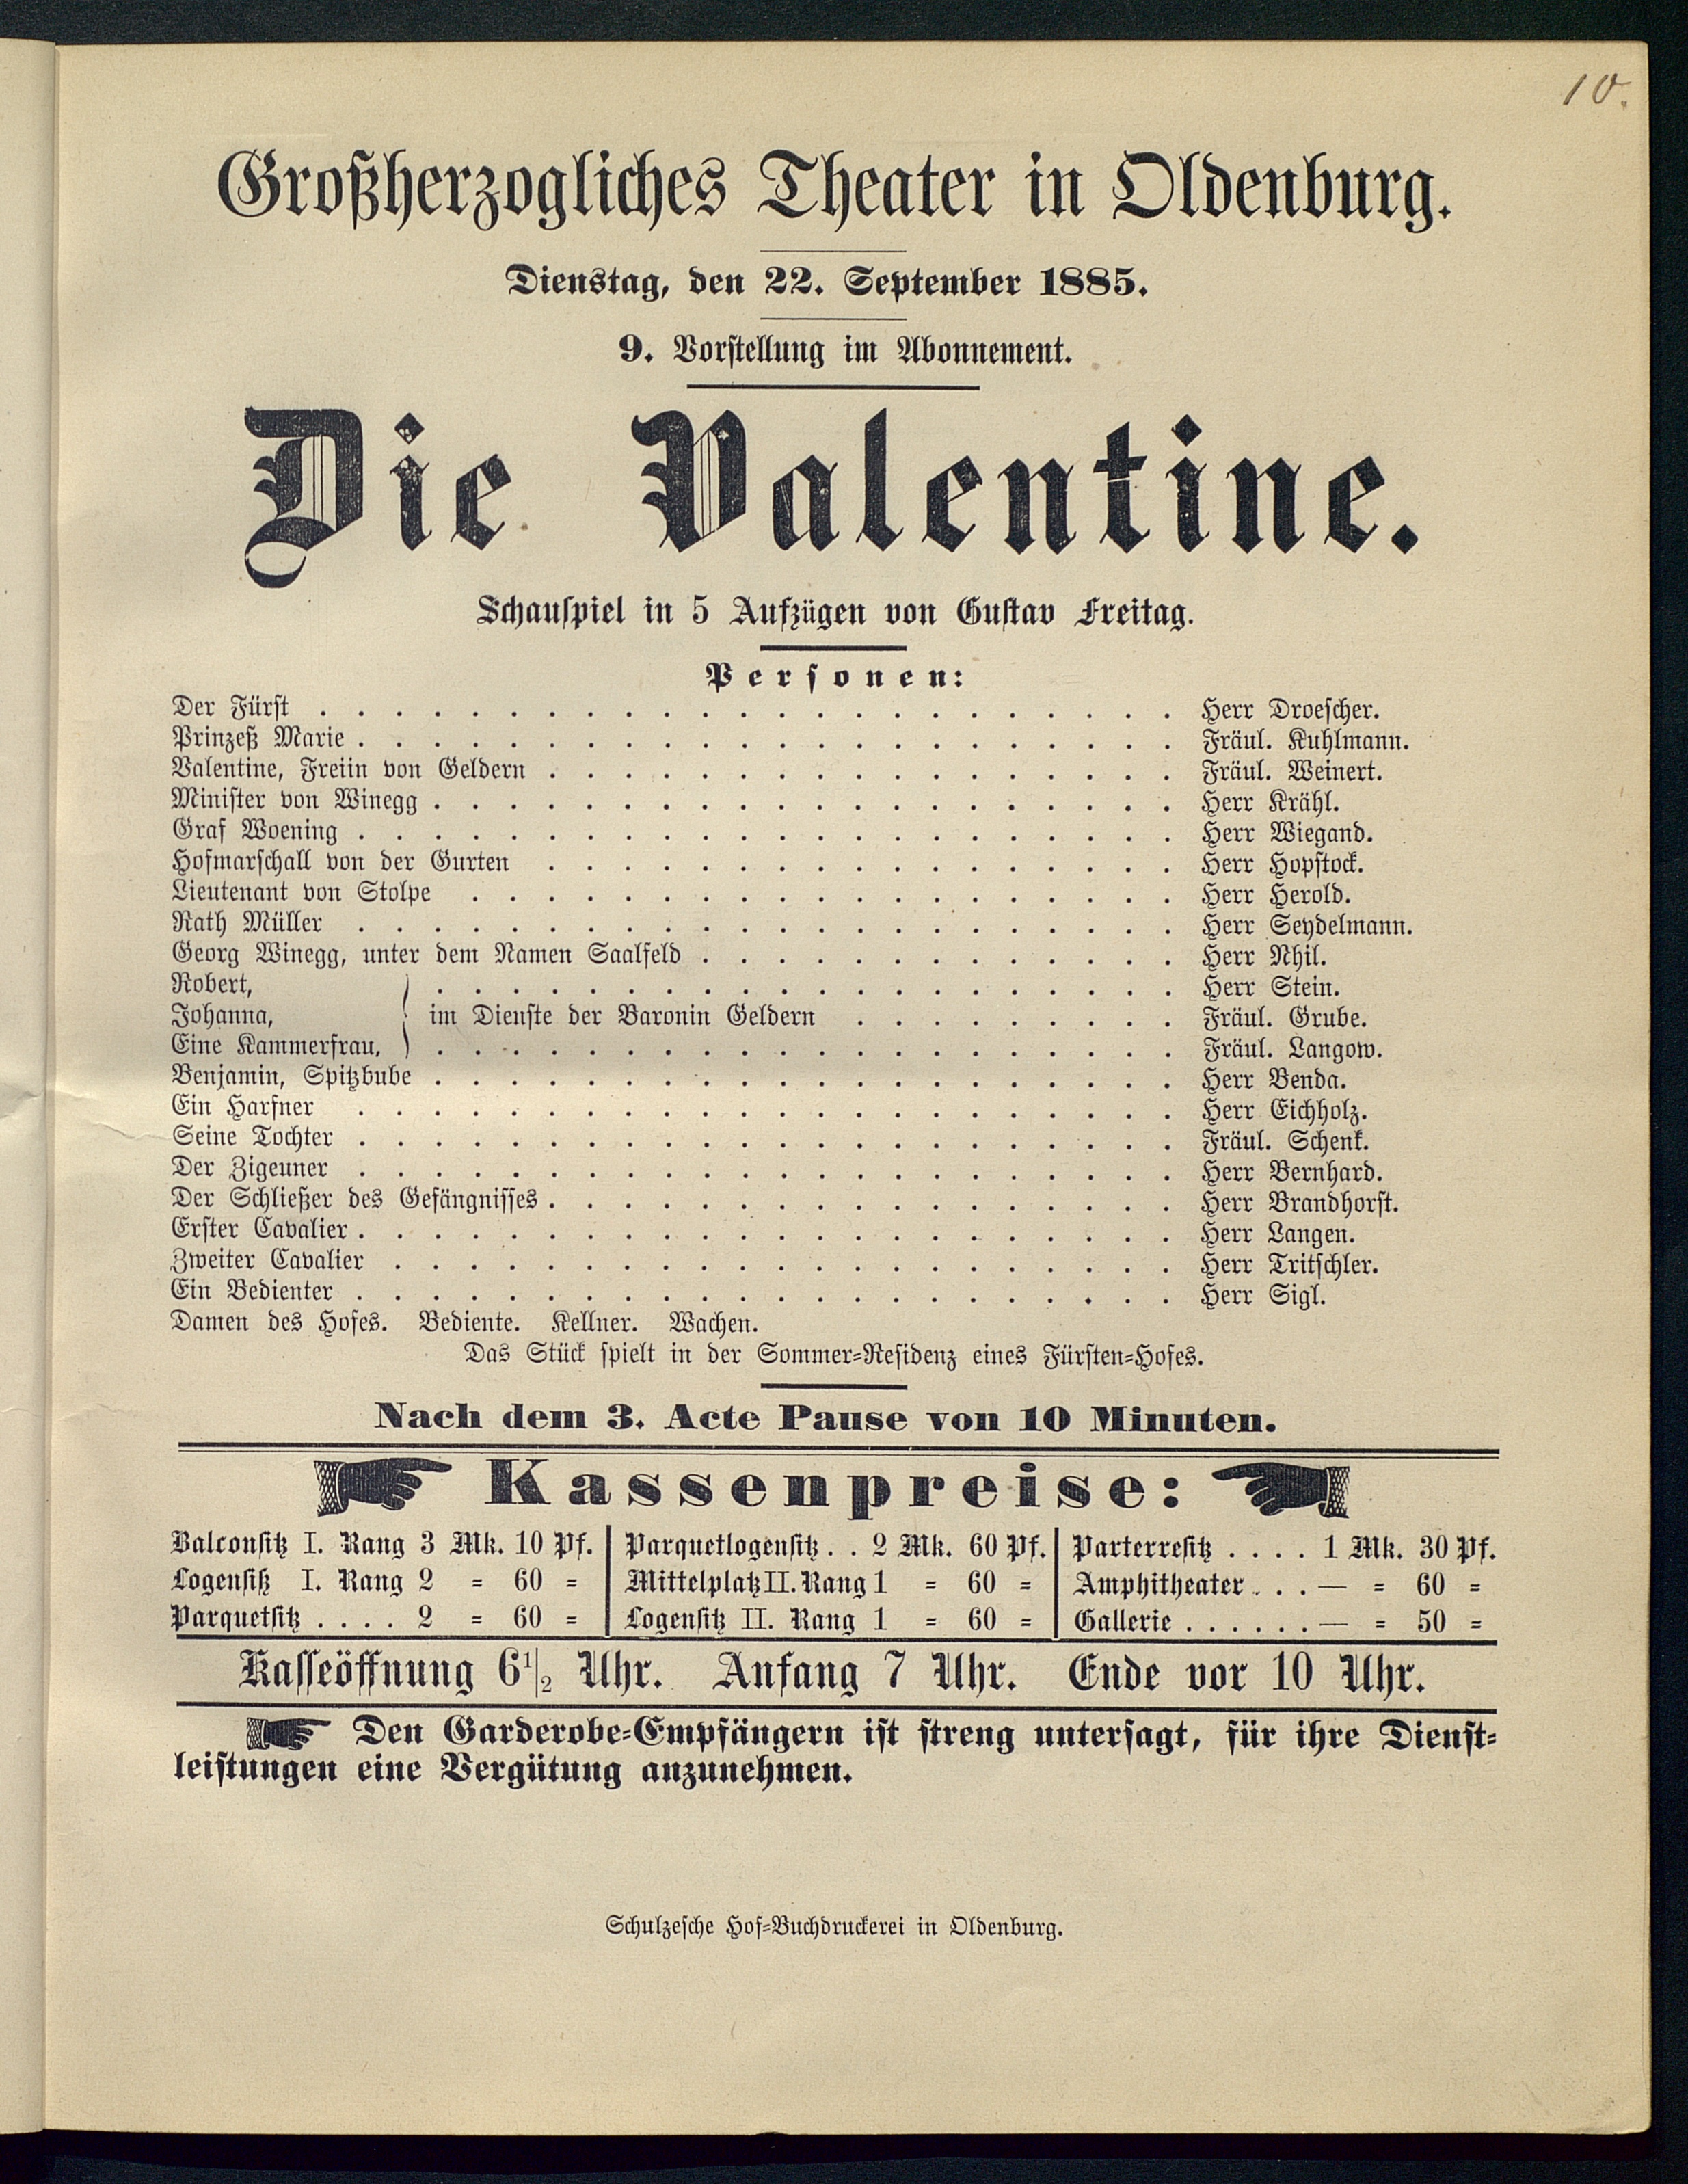 10.
Großherzogliches Theater in Oldenburg.
Dienstag, den 22. September 1885.
9. Vorstellung im Abonnement.
Die Valentine.
Schauspiel in 5 Aufzügen von Gustav Freitag.
Personen:
Der Fürst . . . . . . . . . . Herr Droescher.
Prinzeß Marie . . . . . . . . . . Fräul. Kuhlmann.
Valentine, Freiin von Geldern . . . . . . . . . . Fräul. Weinert.
Minister von Winegg . . . . . . . . . . Herr Krähl.
Graf Woening . . . . . . . . . . Herr Wiegand.
Hofmarschall von der Gurten . . . . . . . . . . Herr Hopstock.
Lieutenant von Stolpe . . . . . . . . . . Herr Herold.
Rath Müller . . . . . . . . . . Herr Seydelmann.
Georg Winegg, unter dem Namen Saalfeld . . . . . . . . . . Herr Rhil.
Robert, . . . . . . . . . . Herr Stein.
Johanna, } im Dienste der Baronin Geldern . . . . . . . . . . Fräul. Grube.
Eine Kammerfrau, . . . . . . . . . . Fräul. Langow.
Benjamin, Spitzbube . . . . . . . . . . Herr Benda.
Ein Harfner . . . . . . . . . . Herr Eichholz.
Seine Tochter . . . . . . . . . . Fräul. Schenk.
Der Zigeuner . . . . . . . . . . Herr Bernhard.
Der Schließer des Gefängnisses . . . . . . . . . . Herr Brandhorst.
Erster Cavalier . . . . . . . . . . Herr Langen.
Zweiter Cavalier . . . . . . . . . . Herr Tritschler.
Ein Bedienter . . . . . . . . . . Herr Sigl.
Damen des Hofes. Bediente. Kellner. Wachen.
Das Stück spielt in der Sommer=Residenz eines Fürsten=Hofes.
Nach dem 3. Acte Pause von 10 Minuten.
Kassenpreise:
Balconsitz I. Rang 3 Mk. 10 Pf. | Parquetlogensitz . . 2 Mk. 60 Pf. | Parterresitz . . . . 1 Mk. 30 Pf.
Logensitz I. Rang 2 = 60 = | Mittelplatz II. Rang 1 = 60 = | Amphitheater . . . — = 60 =
Parquetsitz . . . . 2 = 60 = | Logensitz II. Rang 1 = 60 = | Gallerie . . . . . . — = 50 =
Kasseöffnung 6 1/2 Uhr. Anfang 7 Uhr. Ende vor 10 Uhr.
Den Garderobe=Empfängern ist streng untersagt, für ihre Dienst=
leistungen eine Vergütung anzunehmen.
Schulzesche Hof=Buchdruckerei in Oldenburg.